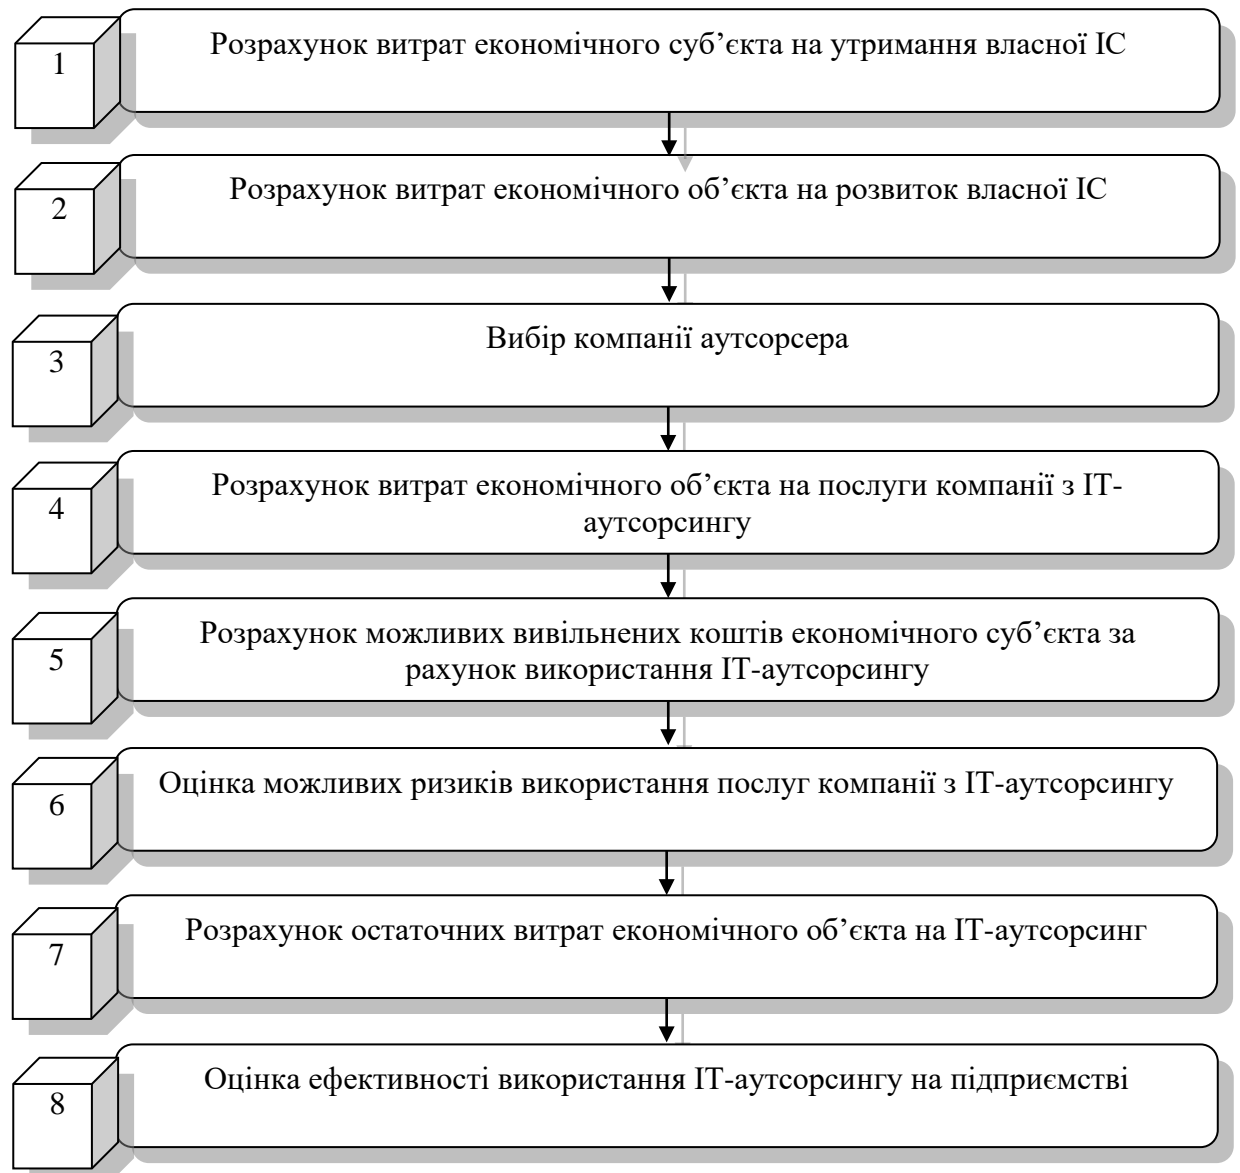 1
Розрахунок витрат економічного суб’єкта на утримання власної ІС
2
Розрахунок витрат економічного об’єкта на розвиток власної ІС
3
Вибір компанії аутсорсера
4
Розрахунок витрат економічного об’єкта на послуги компанії з ІТ-
аутсорсингу
5
Розрахунок можливих вивільнених коштів економічного суб’єкта за
рахунок використання ІТ-аутсорсингу
6
Оцінка можливих ризиків використання послуг компанії з ІТ-аутсорсингу
7
Розрахунок остаточних витрат економічного об’єкта на ІТ-аутсорсинг
8
Оцінка ефективності використання ІТ-аутсорсингу на підприємстві